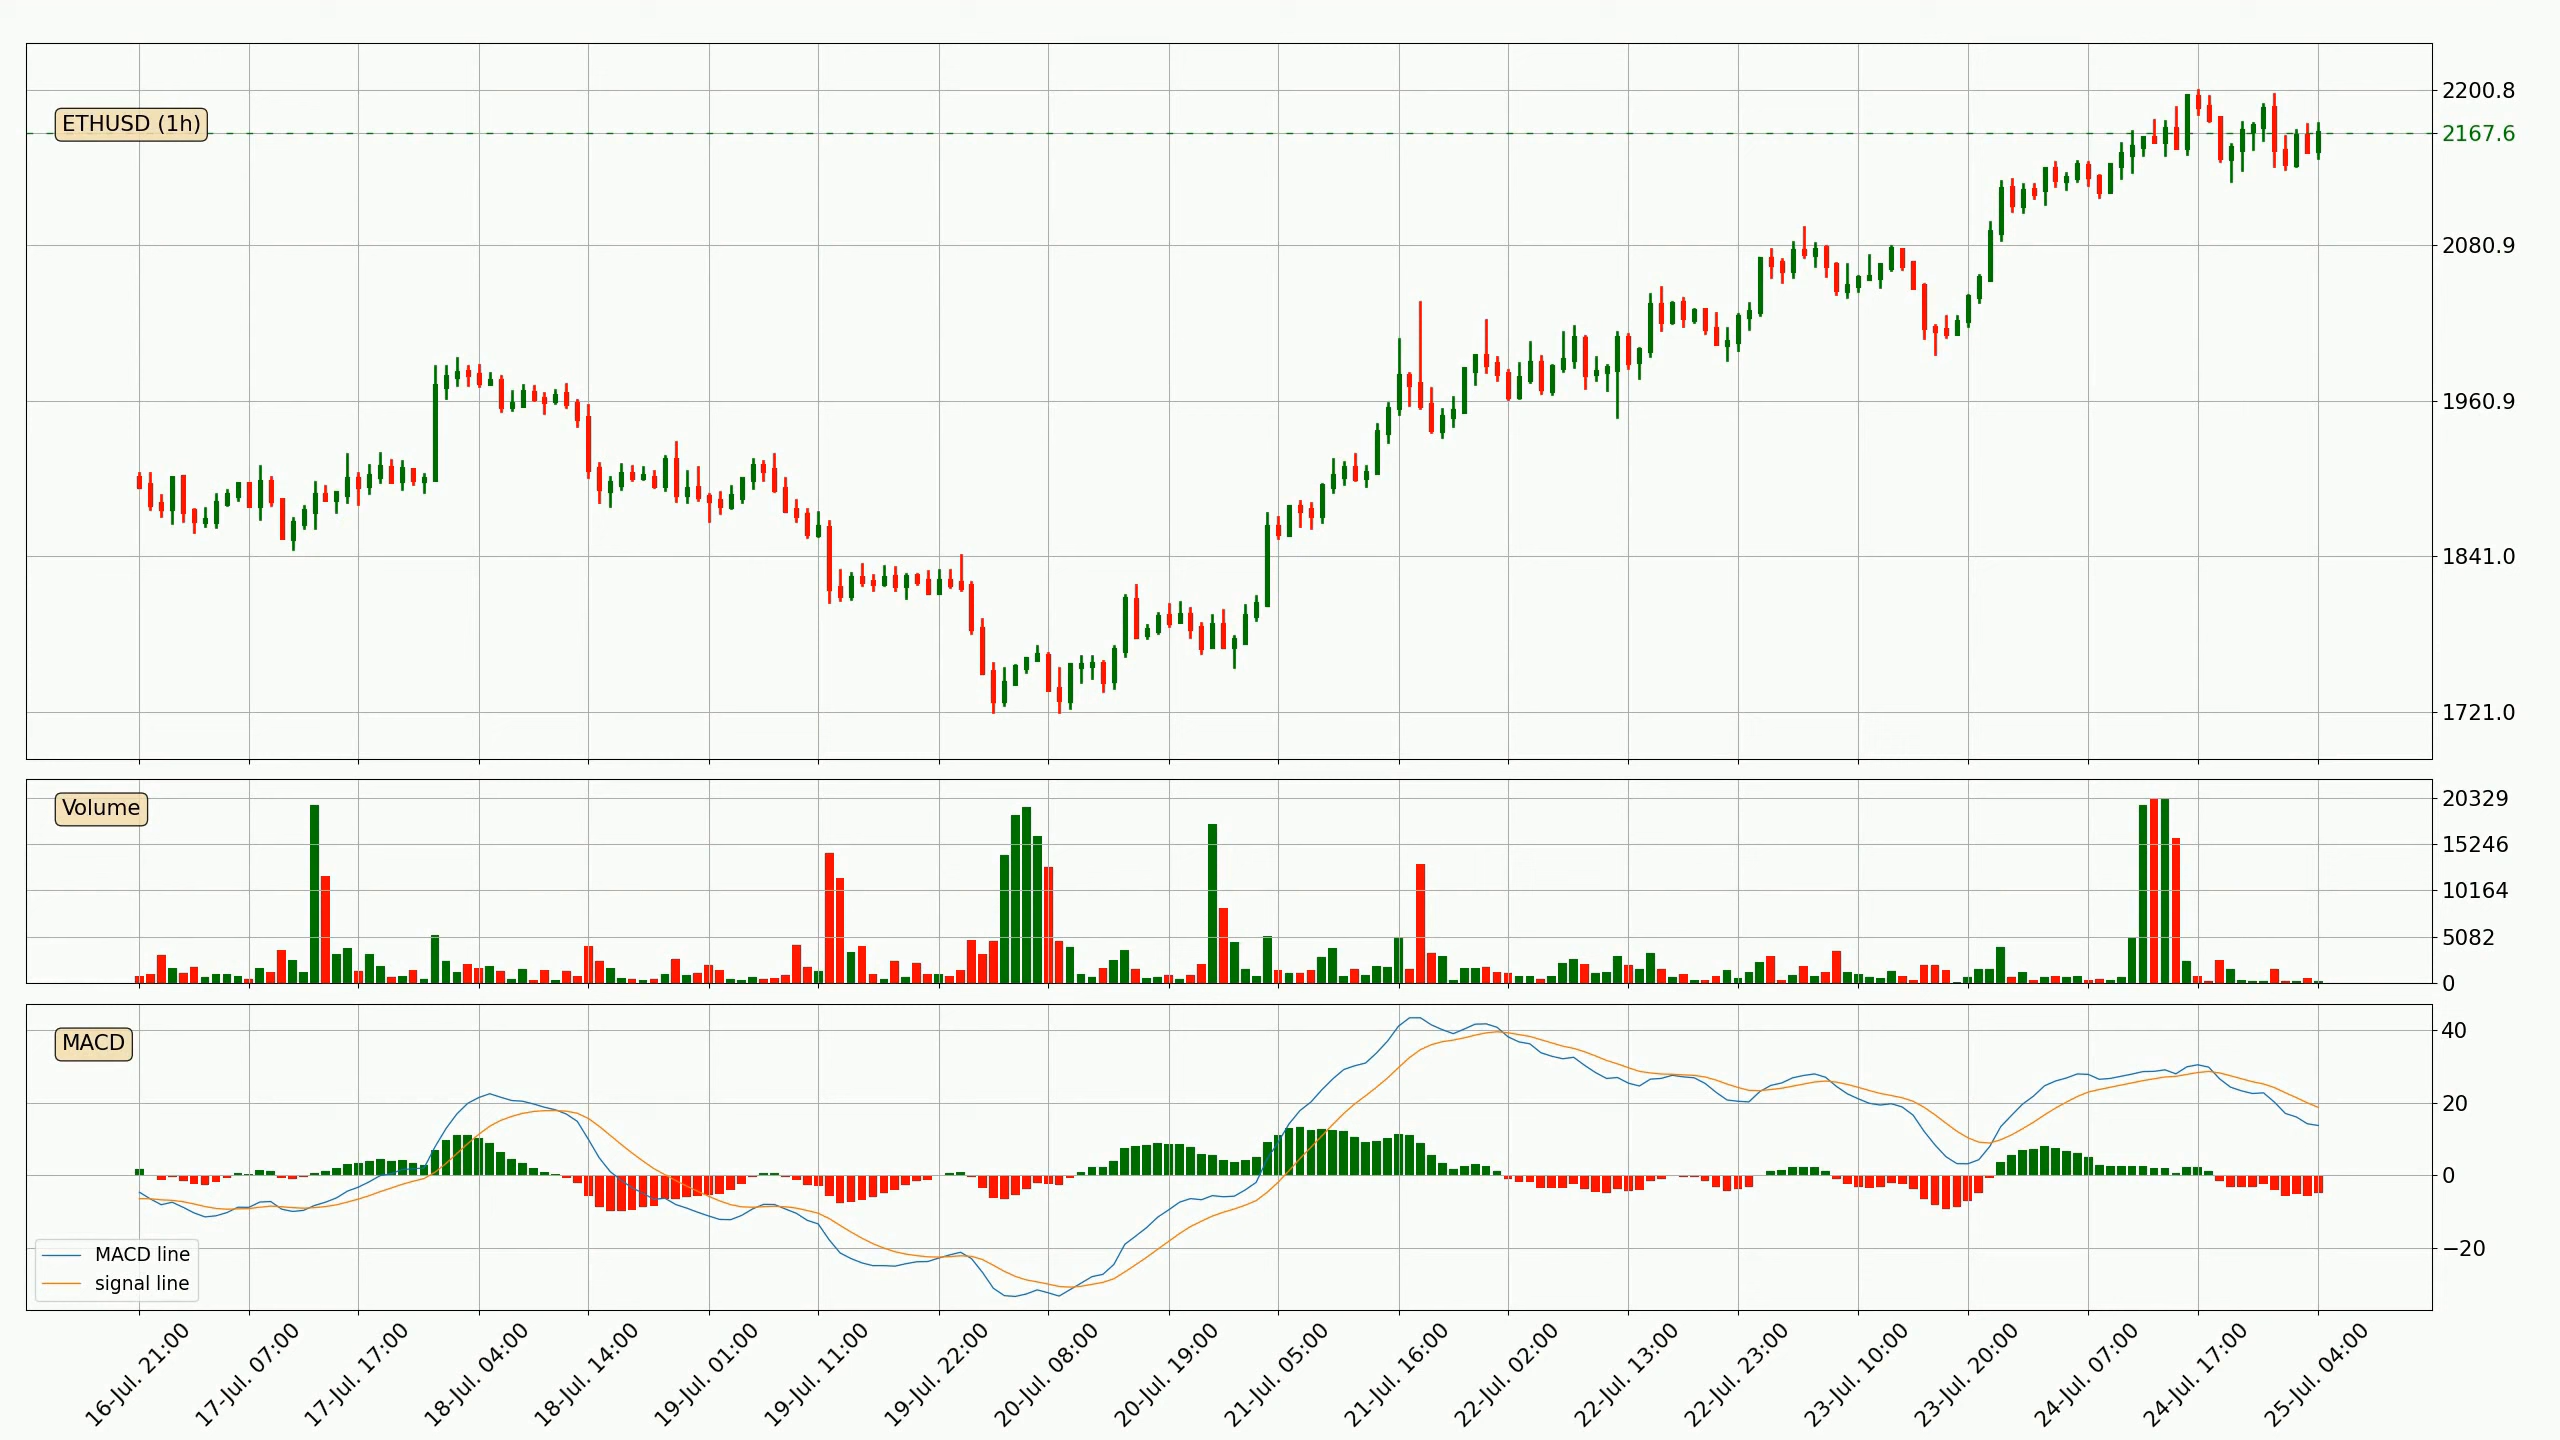 ETHUSD (1h)
2200.8
2167.6
2080.9
1960.9
1841.0
1721.0
Volume
20329
15246
10164
5082
0
MACD
40
20
0
−20
MACD line
signal line
16-Jul. 21:00
17-Jul. 07:00
17-Jul. 17:00
18-Jul. 04:00
18-Jul. 14:00
19-Jul. 01:00
19-Jul. 11:00
19-Jul. 22:00
20-Jul. 08:00
20-Jul. 19:00
21-Jul. 05:00
21-Jul. 16:00
22-Jul. 02:00
22-Jul. 13:00
22-Jul. 23:00
23-Jul. 10:00
23-Jul. 20:00
24-Jul. 07:00
24-Jul. 17:00
25-Jul. 04:00